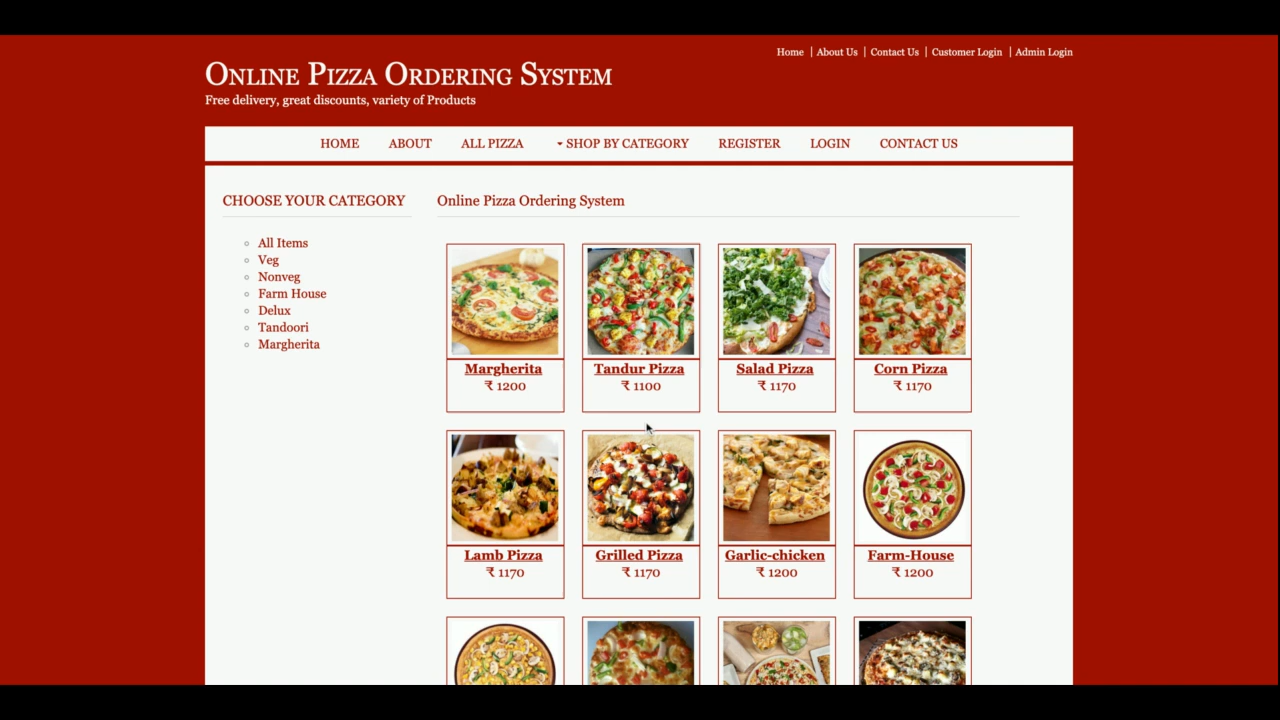 Home | About Us | Contact Us | Customer Login | Admin Login
Online Pizza Ordering System
Free delivery, great discounts, variety of Products
HOME ABOUT ALL PIZZA SHOP BY CATEGORY REGISTER LOGIN CONTACT US
CHOOSE YOUR CATEGORY
All Items
Veg
Nonveg
Farm House
Delux
Tandoori
Margherita
Online Pizza Ordering System
Margherita Tandur Pizza Salad Pizza Corn Pizza
₹ 1200 ₹ 1100 ₹ 1170 ₹ 1170
Lamb Pizza Grilled Pizza Garlic-chicken Farm-House
₹ 1170 ₹ 1170 ₹ 1200 ₹ 1200